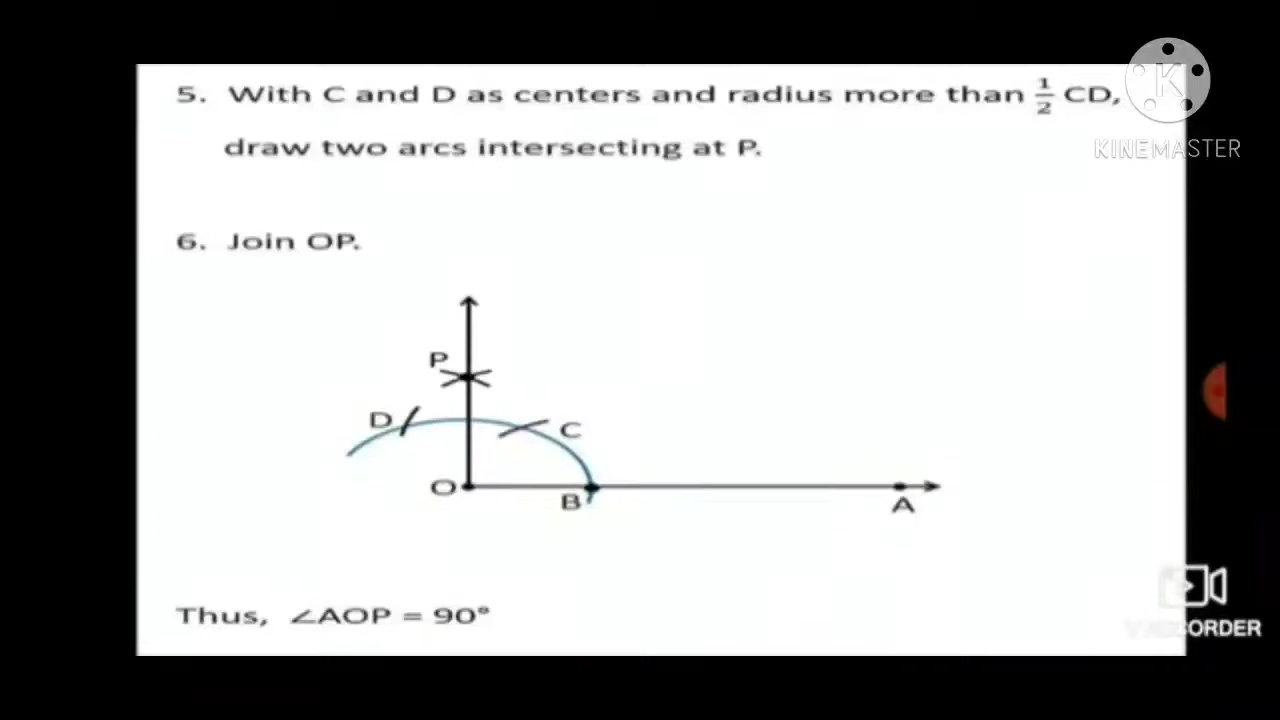 5. With C and D as centers and radius more than 1/2 CD,
draw two arcs intersecting at P.
KINEMASTER
6. Join OP.
P
D
C
O
B
A
Thus, ∠AOP = 90°